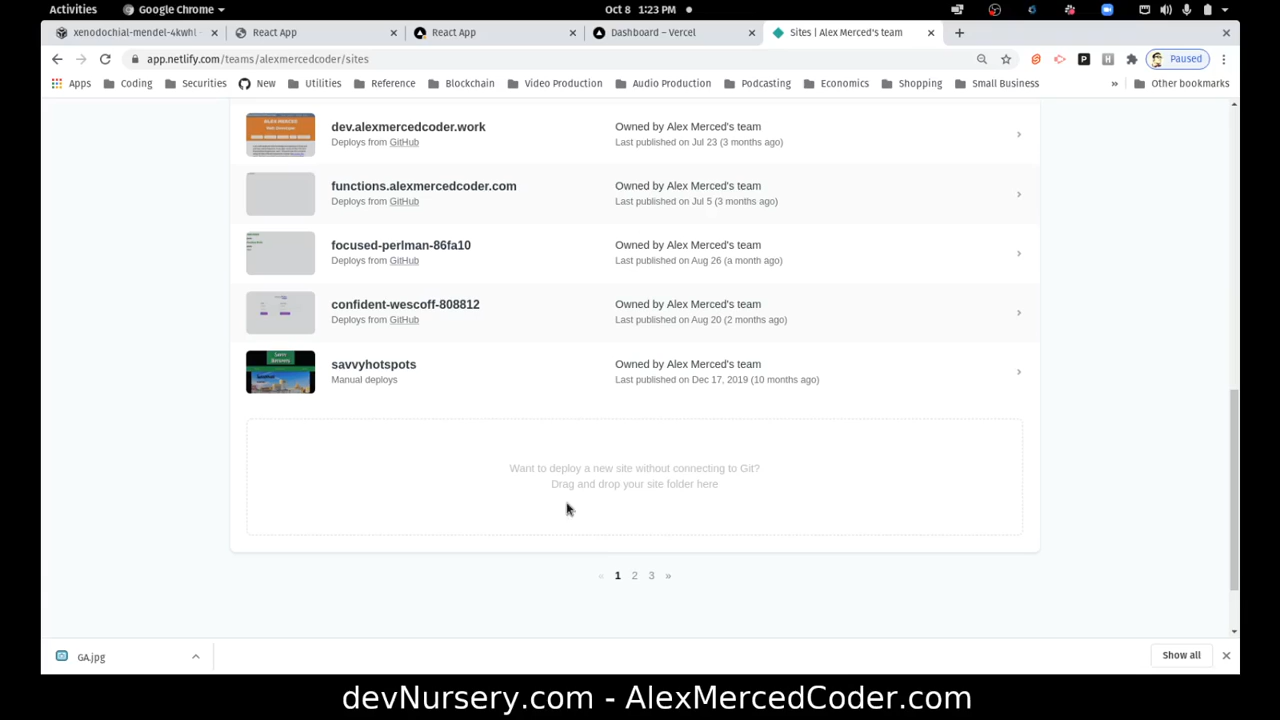 Activities Google Chrome Oct 8 1:23 PM
xenodochial-mendel-4kwhl React App React App Dashboard – Vercel Sites | Alex Merced's team
app.netlify.com/teams/alexmercedcoder/sites Paused
Apps Coding Securities New Utilities Reference Blockchain Video Production Audio Production Podcasting Economics Shopping Small Business » Other bookmarks
dev.alexmercedcoder.work Owned by Alex Merced's team
Deploys from GitHub Last published on Jul 23 (3 months ago)
functions.alexmercedcoder.com Owned by Alex Merced's team
Deploys from GitHub Last published on Jul 5 (3 months ago)
focused-perlman-86fa10 Owned by Alex Merced's team
Deploys from GitHub Last published on Aug 26 (a month ago)
confident-wescoff-808812 Owned by Alex Merced's team
Deploys from GitHub Last published on Aug 20 (2 months ago)
savvyhotspots Owned by Alex Merced's team
Manual deploys Last published on Dec 17, 2019 (10 months ago)
Want to deploy a new site without connecting to Git?
Drag and drop your site folder here
« 1 2 3 »
GA.jpg Show all
devNursery.com - AlexMercedCoder.com